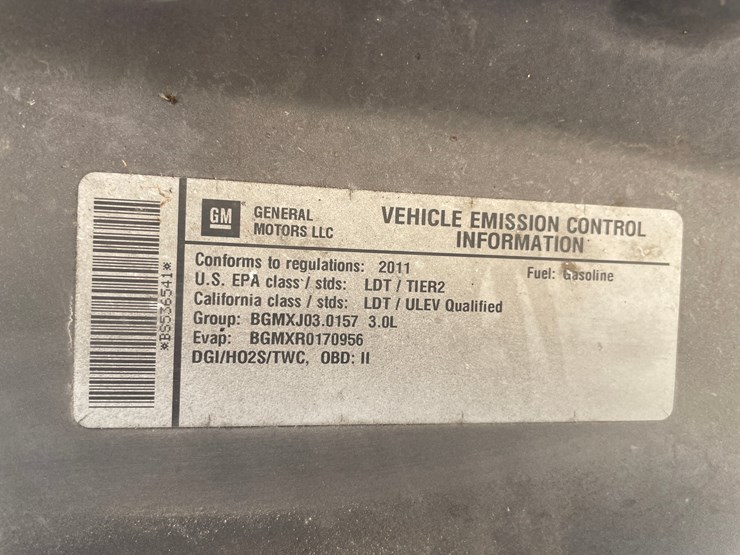 *BS536541*
GM
GENERAL
MOTORS LLC
VEHICLE EMISSION CONTROL
INFORMATION
Conforms to regulations: 2011
Fuel: Gasoline
U.S. EPA class / stds: LDT / TIER2
California class / stds: LDT / ULEV Qualified
Group: BGMXJ03.0157 3.0L
Evap: BGMXR0170956
DGI/HO2S/TWC, OBD: II